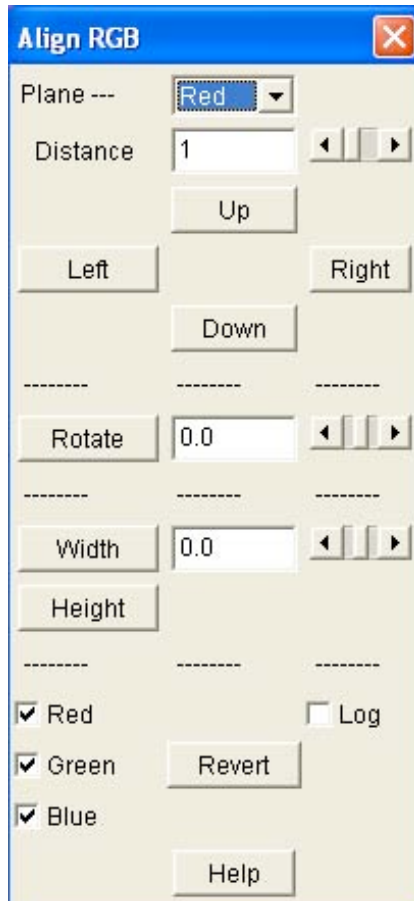 Align RGB
Plane --- Red
Distance 1
Up
Left Right
Down
-------- -------- --------
Rotate 0.0
-------- -------- --------
Width 0.0
Height
-------- -------- --------
Red Log
Green Revert
Blue
Help